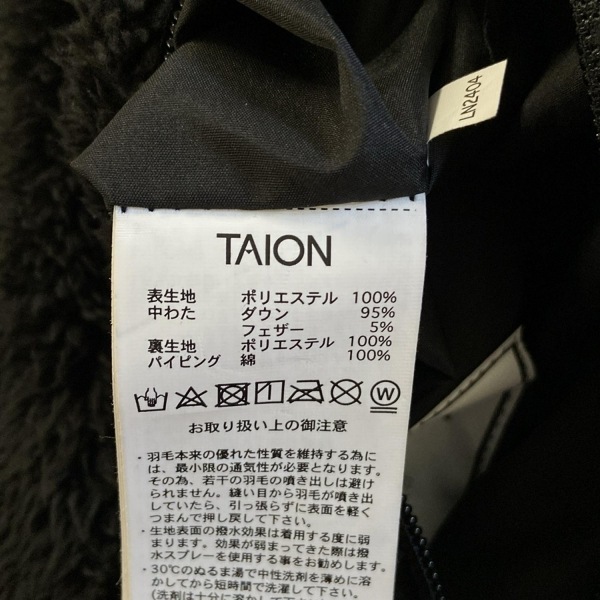 LN2404
TAION
表生地 ポリエステル 100%
中わた ダウン 95%
フェザー 5%
裏生地 ポリエステル 100%
パイピング 綿 100%
W
お取り扱い上の御注意
・羽毛本来の優れた性質を維持する為に
は、最小限の通気性が必要となります。
その為、若干の羽毛の噴き出しは避け
られません。縫い目から羽毛が噴き出
していたら、引っ張らずに表面を軽く
つまんで押し戻して下さい。
・生地表面の撥水効果は着用する度に弱
まります。効果が弱まってきた際は撥
水スプレーを使用する事をお勧めします。
・30℃のぬるま湯で中性洗剤を薄めに溶
かしてから短時間で洗濯して下さい。
(洗剤は十分に溶かして